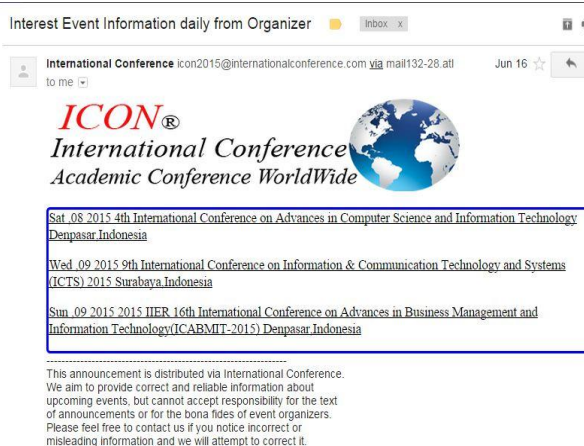 Interest Event Information daily from Organizer
Inbox x
International Conference icon2015@internationalconference.com via mail132-28.atl
Jun 16
to me
ICON®
International Conference
Academic Conference WorldWide
Sat ,08 2015 4th International Conference on Advances in Computer Science and Information Technology
Denpasar,Indonesia
Wed ,09 2015 9th International Conference on Information & Communication Technology and Systems
(ICTS) 2015 Surabaya,Indonesia
Sun ,09 2015 2015 IIER 16th International Conference on Advances in Business Management and
Information Technology(ICABMIT-2015) Denpasar,Indonesia
------------------------------------------------------------
This announcement is distributed via International Conference.
We aim to provide correct and reliable information about
upcoming events, but cannot accept responsibility for the text
of announcements or for the bona fides of event organizers.
Please feel free to contact us if you notice incorrect or
misleading information and we will attempt to correct it.